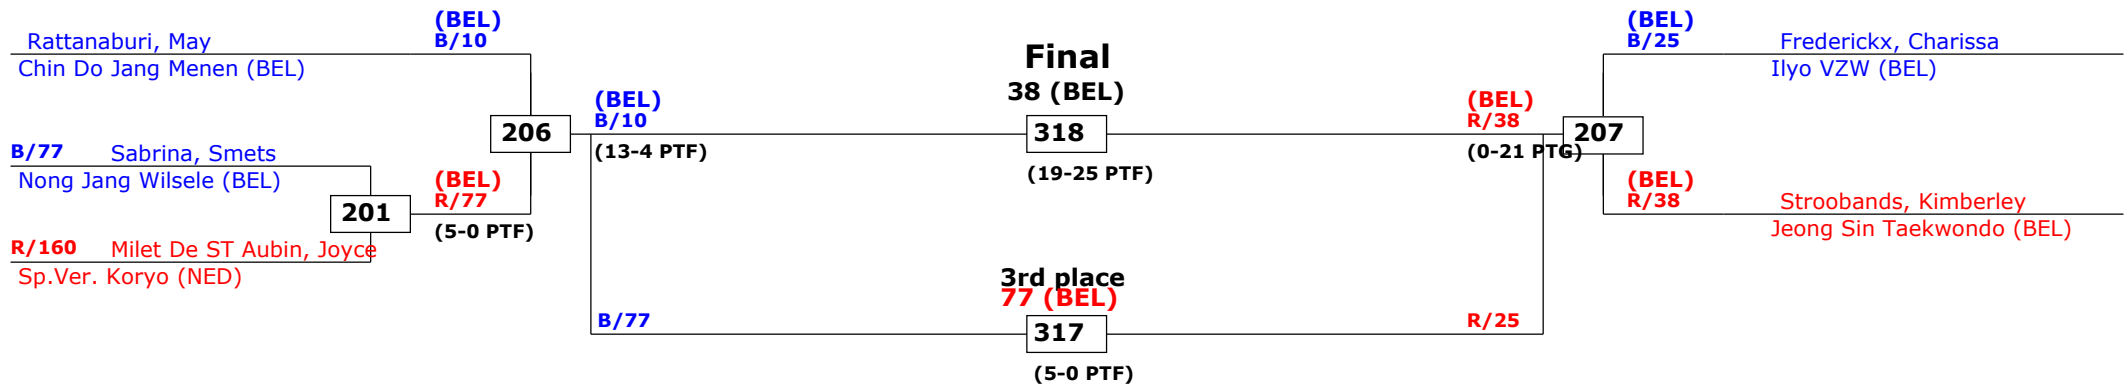 (BEL)
B/10
Rattanaburi, May
Chin Do Jang Menen (BEL)
Final
38 (BEL)
(BEL)
B/25
Frederickx, Charissa
Ilyo VZW (BEL)
206
(BEL)
B/10
(13-4 PTF)
318
(19-25 PTF)
(BEL)
R/38
(0-21 PTG)
207
B/77 Sabrina, Smets
Nong Jang Wilsele (BEL)
201
(BEL)
R/77
(5-0 PTF)
(BEL)
R/38
Stroobands, Kimberley
Jeong Sin Taekwondo (BEL)
R/160 Milet De ST Aubin, Joyce
Sp.Ver. Koryo (NED)
3rd place
77 (BEL)
B/77
317
R/25
(5-0 PTF)